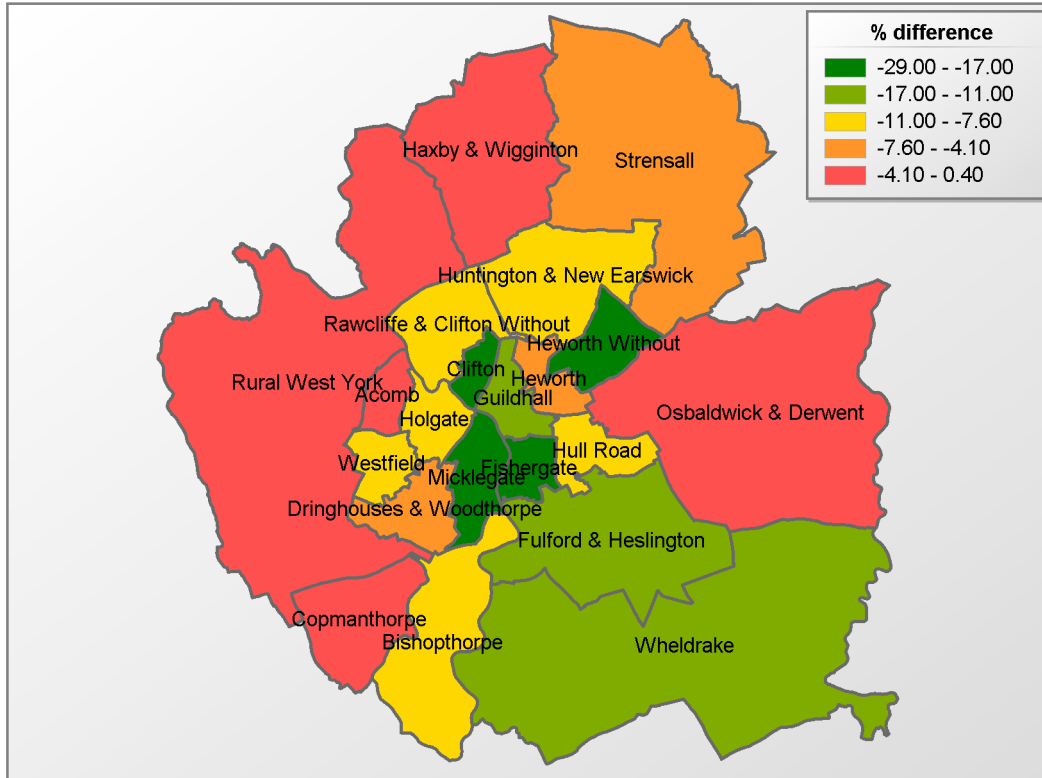 % difference
-29.00 - -17.00
-17.00 - -11.00
-11.00 - -7.60
-7.60 - -4.10
-4.10 - 0.40
Haxby & Wigginton
Strensall
Huntington & New Earswick
Rawcliffe & Clifton Without
Heworth Without
Clifton
Heworth
Rural West York
Acomb
Guildhall
Osbaldwick & Derwent
Holgate
Hull Road
Westfield
Fishergate
Micklegate
Dringhouses & Woodthorpe
Fulford & Heslington
Copmanthorpe
Bishopthorpe
Wheldrake